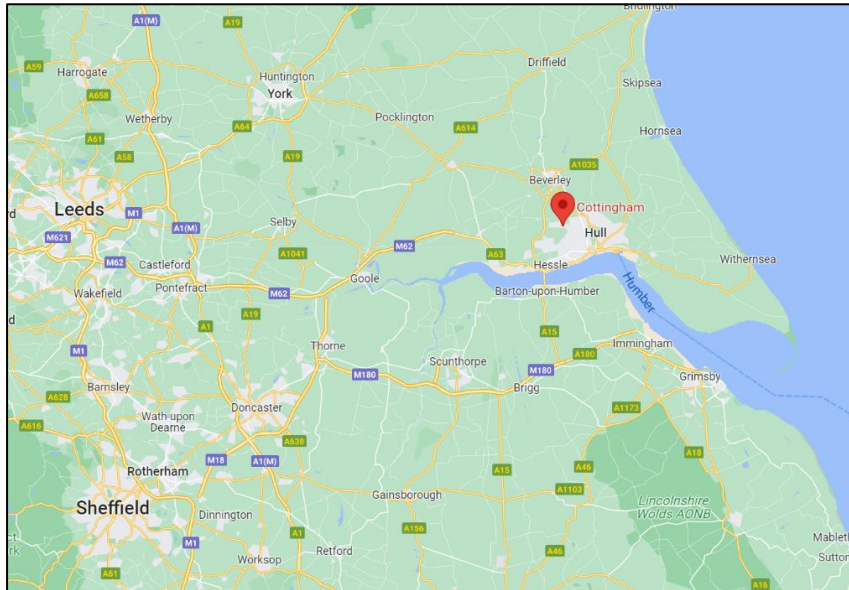 Bridlington
A1(M)
A19
A59
Harrogate
Huntington
York
Driffield
Skipsea
A658
Wetherby
A64
Pocklington
A614
Hornsea
A61
A58
A19
A1035
Beverley
Leeds
M1
Cottingham
Selby
A1(M)
Hull
M621
M62
A1041
M62
A63
Withernsea
Castleford
Goole
Hessle
Wakefield
Pontefract
M62
Barton-upon-Humber
Humber
A19
A1
A15
M1
Thorne
Immingham
Scunthorpe
A180
M180
M180
Grimsby
Barnsley
Brigg
A628
Wath upon
Dearne
Doncaster
A1173
A616
A638
A18
M18
A1(M)
A15
A46
Rotherham
A1103
Gainsborough
Lincolnshire
Wolds AONB
Sheffield
Dinnington
A156
A1
M1
Retford
A46
Mableth
Sutton
Worksop
A61
A16